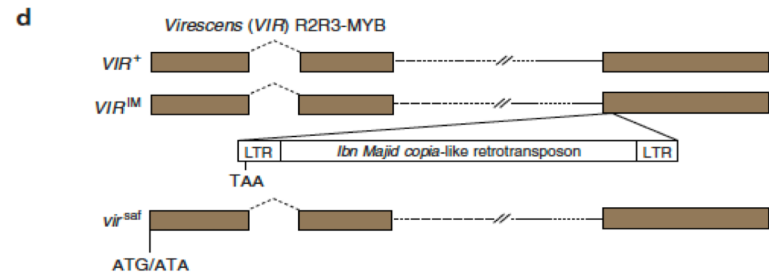 d
Virescens (VIR) R2R3-MYB
VIR⁺
VIRᴵᴹ
LTR Ibn Majid copia-like retrotransposon LTR
TAA
virˢᵃᶠ
ATG/ATA